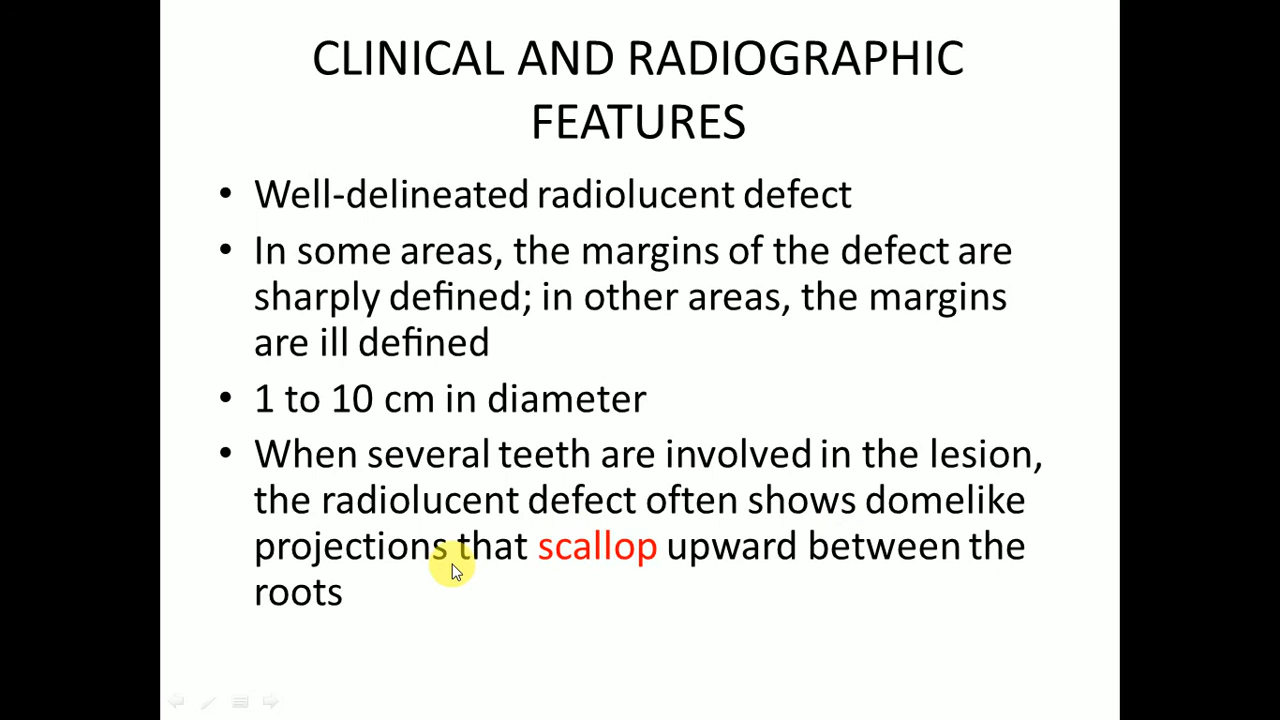 CLINICAL AND RADIOGRAPHIC
FEATURES
• Well-delineated radiolucent defect
• In some areas, the margins of the defect are
sharply defined; in other areas, the margins
are ill defined
• 1 to 10 cm in diameter
• When several teeth are involved in the lesion,
the radiolucent defect often shows domelike
projections that scallop upward between the
roots